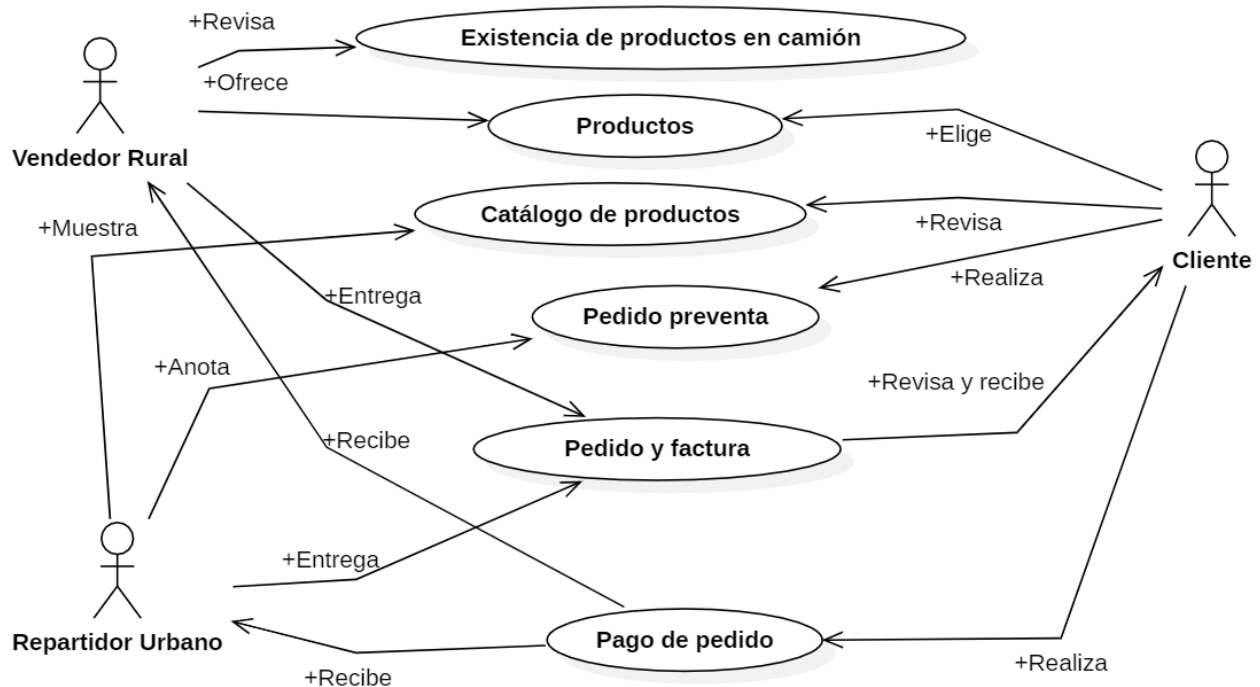 +Revisa
Existencia de productos en camión
+Ofrece
Productos
+Elige
Vendedor Rural
+Muestra
Catálogo de productos
+Revisa
Cliente
+Realiza
+Entrega
Pedido preventa
+Anota
+Revisa y recibe
+Recibe
Pedido y factura
+Entrega
Repartidor Urbano
Pago de pedido
+Recibe
+Realiza